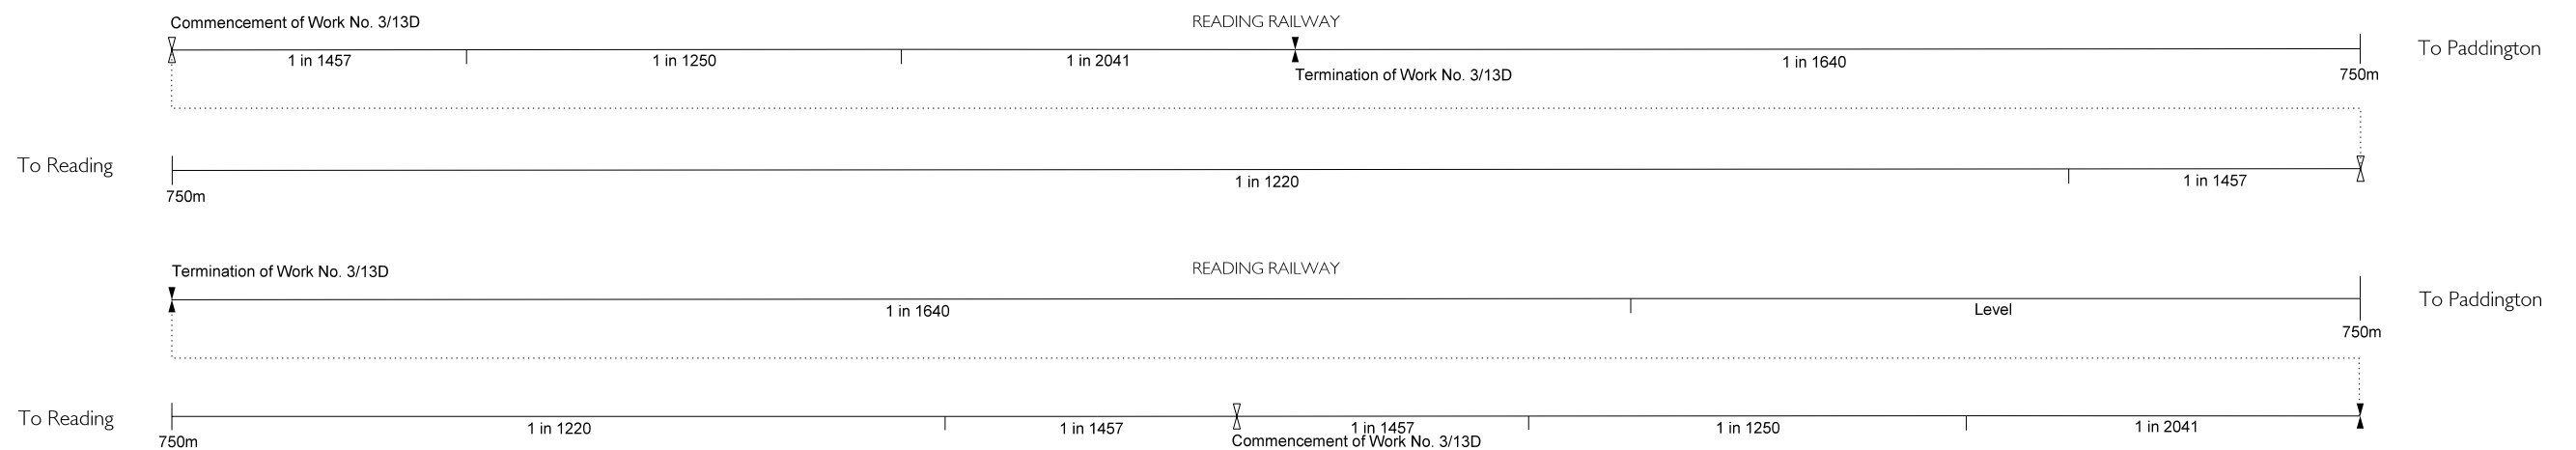 Commencement of Work No. 3/13D
READING RAILWAY
1 in 1457
1 in 1250
1 in 2041
1 in 1640
To Paddington
Termination of Work No. 3/13D
750m
To Reading
1 in 1220
1 in 1457
750m
Termination of Work No. 3/13D
READING RAILWAY
1 in 1640
Level
To Paddington
750m
To Reading
1 in 1220
1 in 1457
1 in 1457
1 in 1250
1 in 2041
750m
Commencement of Work No. 3/13D